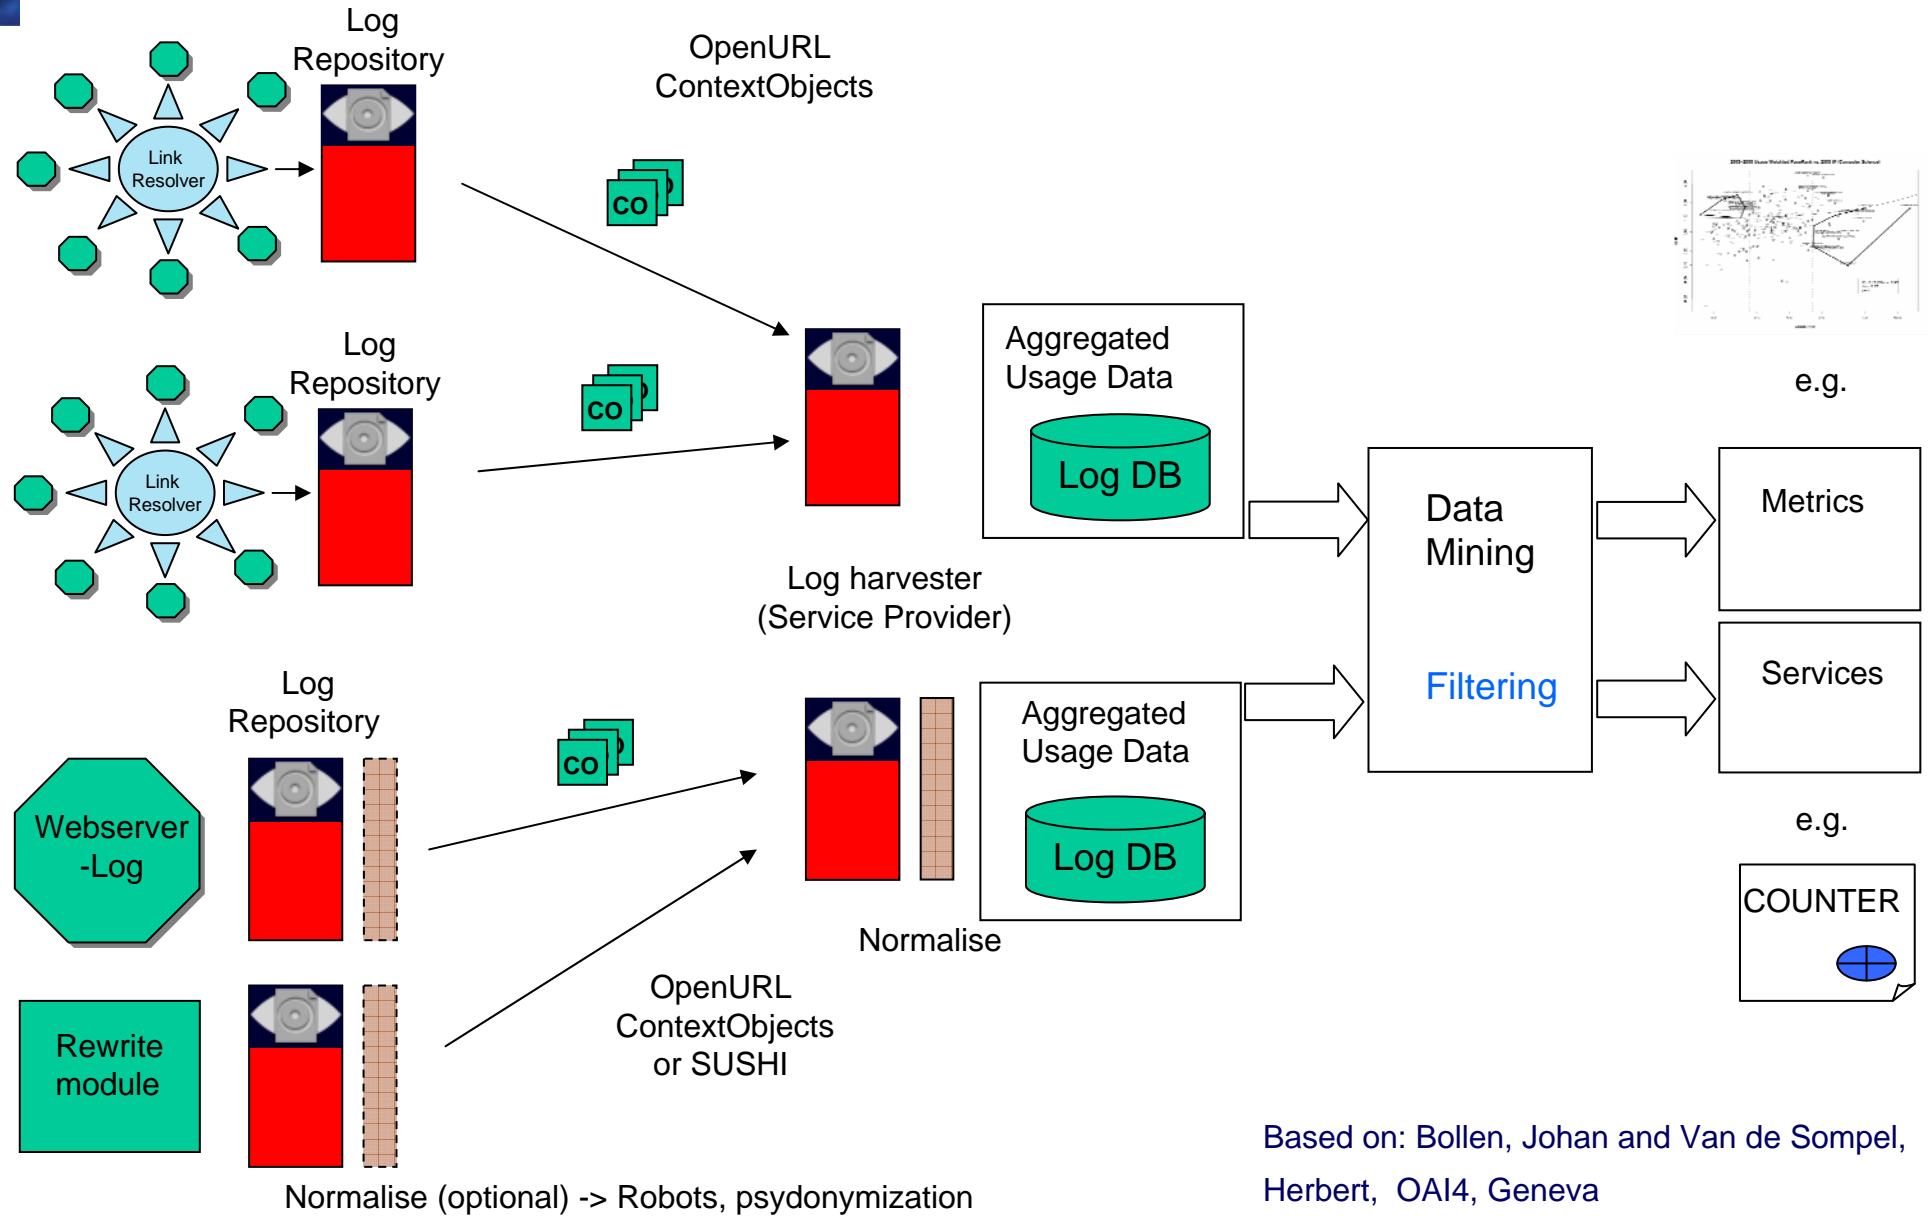 Log
Repository
OpenURL
ContextObjects
Link
Resolver
CO
Log
Repository
Link
Resolver
CO
Aggregated
Usage Data
Log DB
e.g.
Data
Mining
Filtering
Metrics
Services
Log harvester
(Service Provider)
Log
Repository
CO
Webserver
-Log
Aggregated
Usage Data
Log DB
Normalise
e.g.
COUNTER
Rewrite
module
OpenURL
ContextObjects
or SUSHI
Based on: Bollen, Johan and Van de Sompel,
Herbert, OAI4, Geneva
Normalise (optional) -> Robots, psydonymization